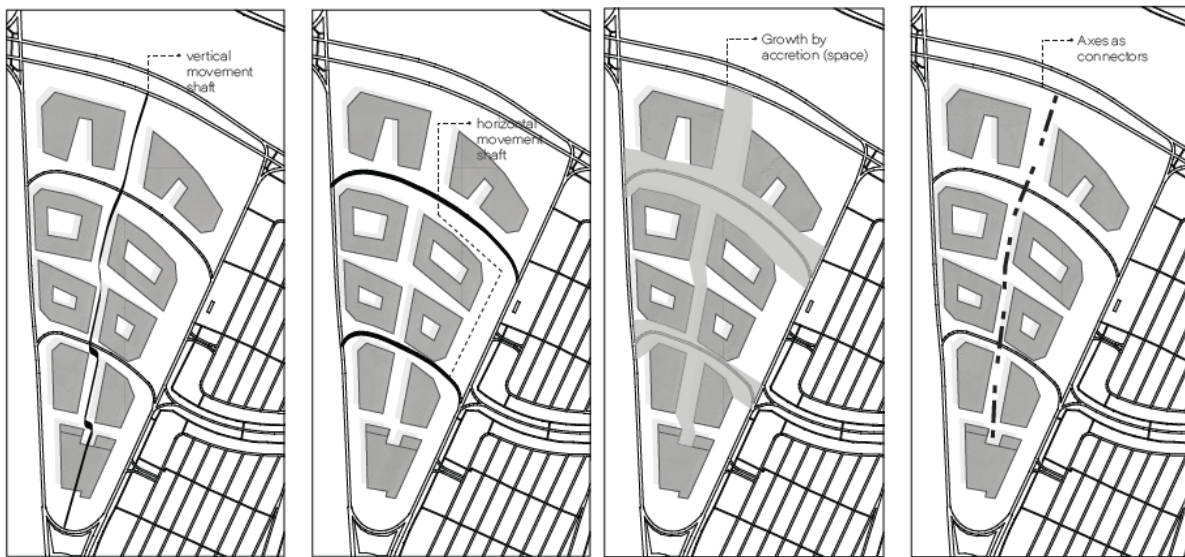 vertical
movement
shaft
horizontal
movement
shaft
Growth by
accretion (space)
Axes as
connectors